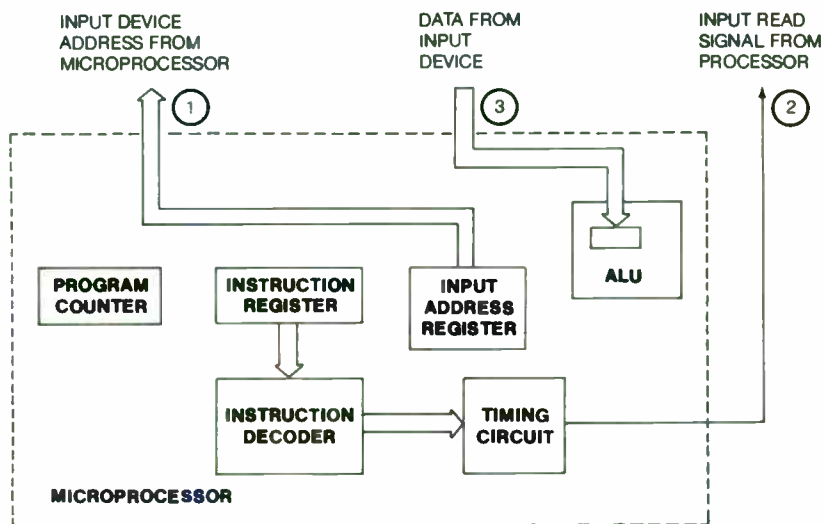 INPUT DEVICE
ADDRESS FROM
MICROPROCESSOR
1
DATA FROM
INPUT
DEVICE
3
INPUT READ
SIGNAL FROM
PROCESSOR
2
ALU
PROGRAM
COUNTER
INSTRUCTION
REGISTER
INPUT
ADDRESS
REGISTER
INSTRUCTION
DECODER
TIMING
CIRCUIT
MICROPROCESSOR